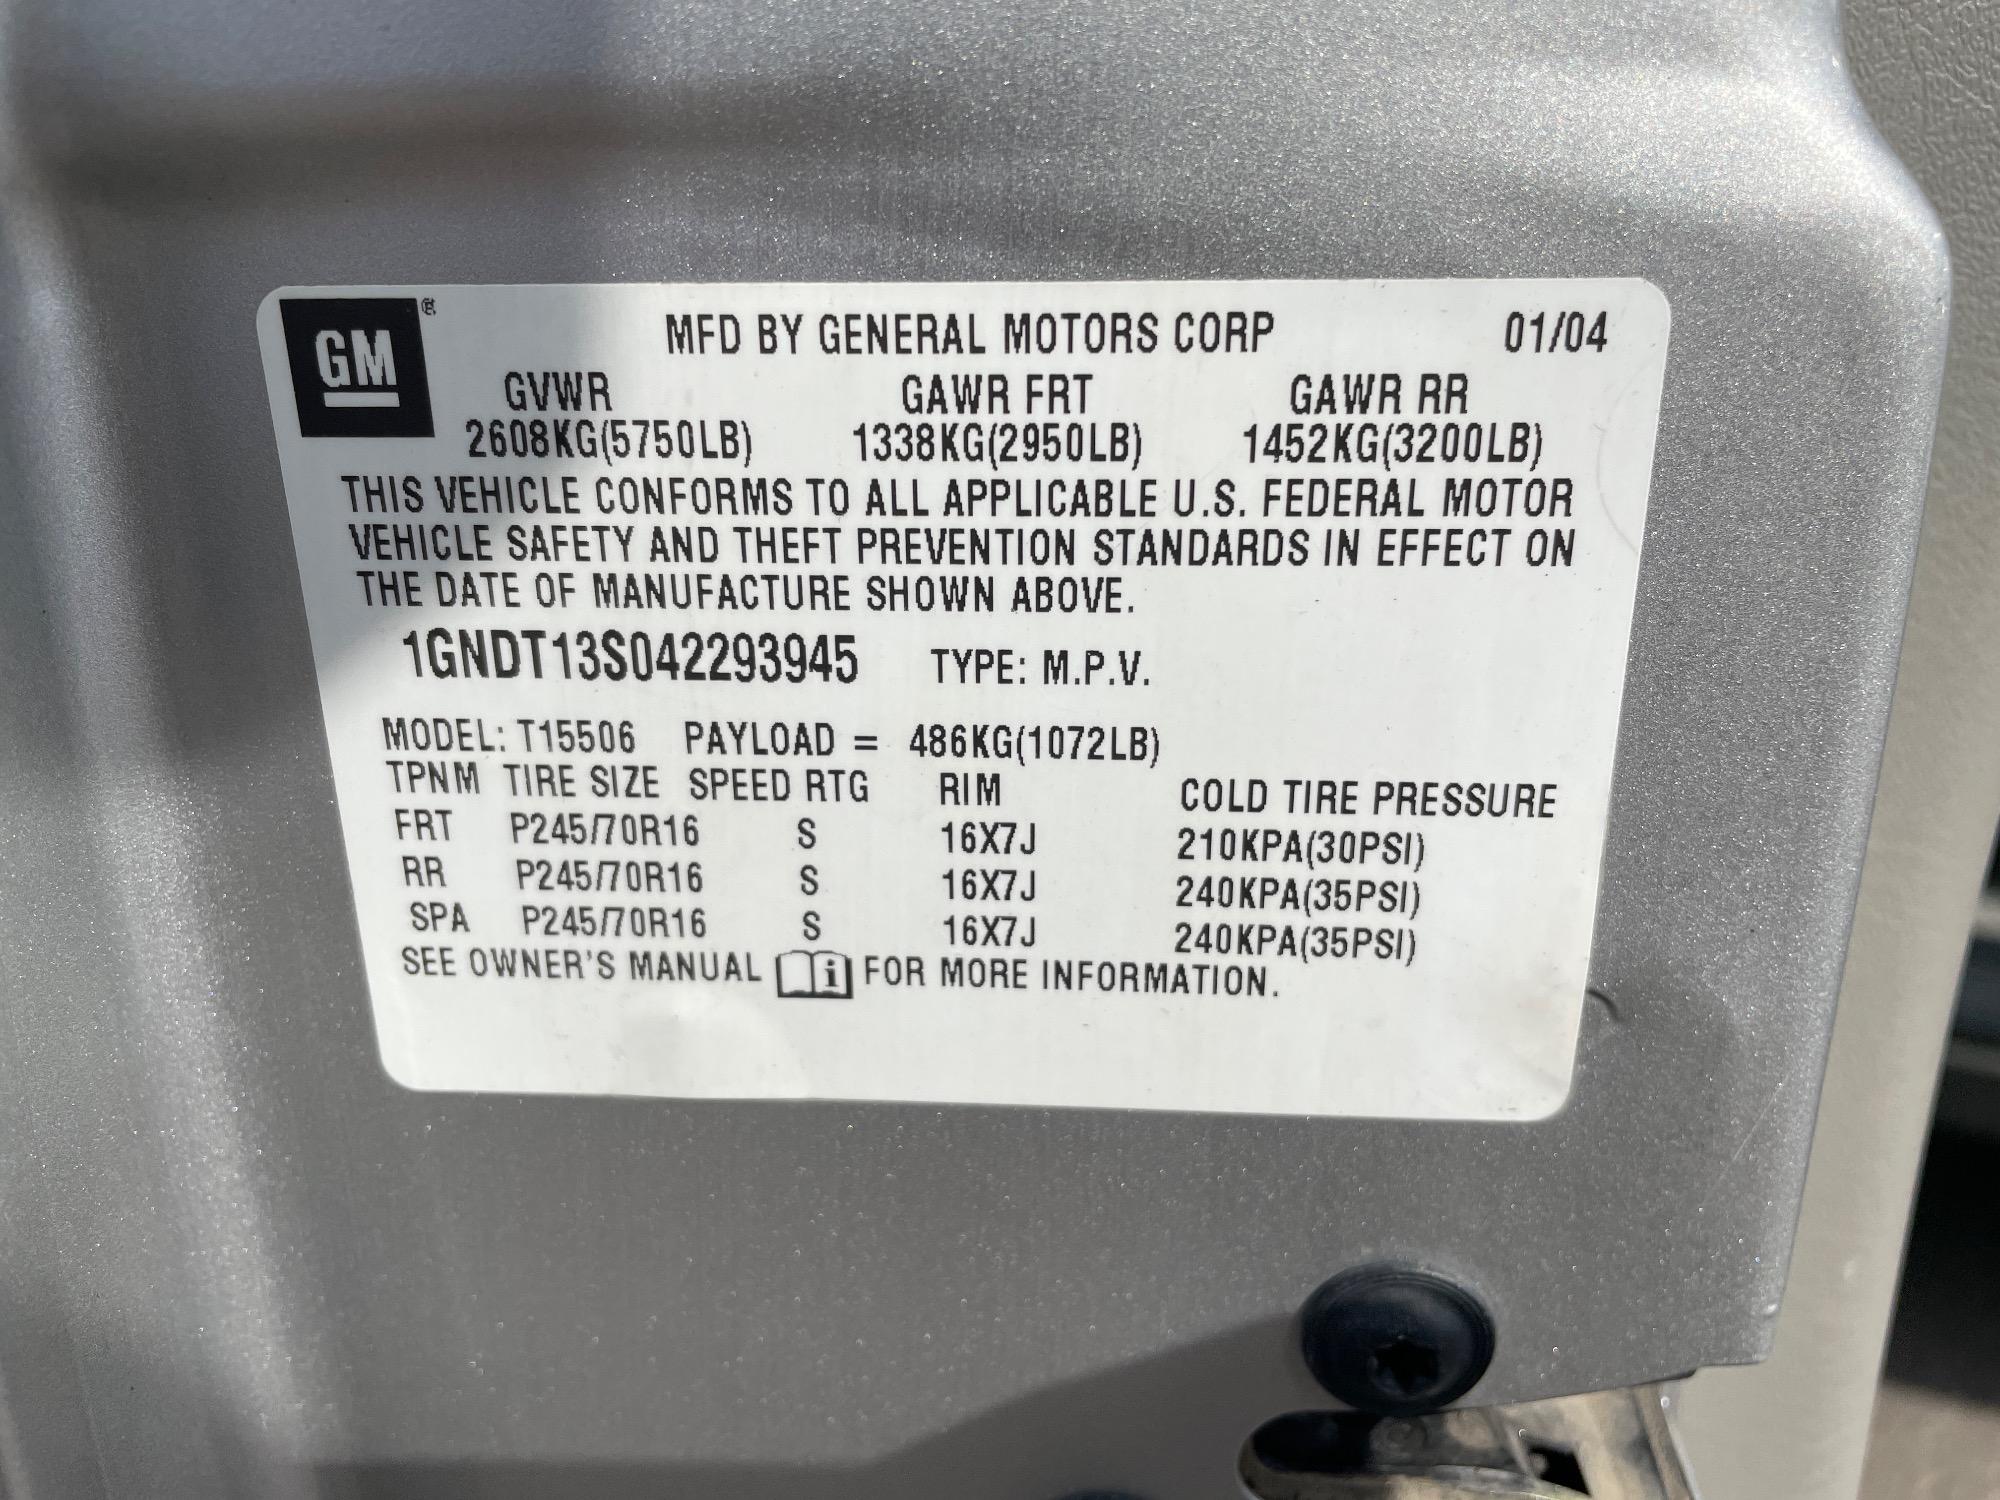 GM ®
MFD BY GENERAL MOTORS CORP 01/04
GVWR GAWR FRT GAWR RR
2608KG(5750LB) 1338KG(2950LB) 1452KG(3200LB)
THIS VEHICLE CONFORMS TO ALL APPLICABLE U.S. FEDERAL MOTOR
VEHICLE SAFETY AND THEFT PREVENTION STANDARDS IN EFFECT ON
THE DATE OF MANUFACTURE SHOWN ABOVE.
1GNDT13S042293945 TYPE: M.P.V.
MODEL: T15506 PAYLOAD = 486KG(1072LB)
TPNM TIRE SIZE SPEED RTG RIM COLD TIRE PRESSURE
FRT P245/70R16 S 16X7J 210KPA(30PSI)
RR P245/70R16 S 16X7J 240KPA(35PSI)
SPA P245/70R16 S 16X7J 240KPA(35PSI)
SEE OWNER'S MANUAL i FOR MORE INFORMATION.